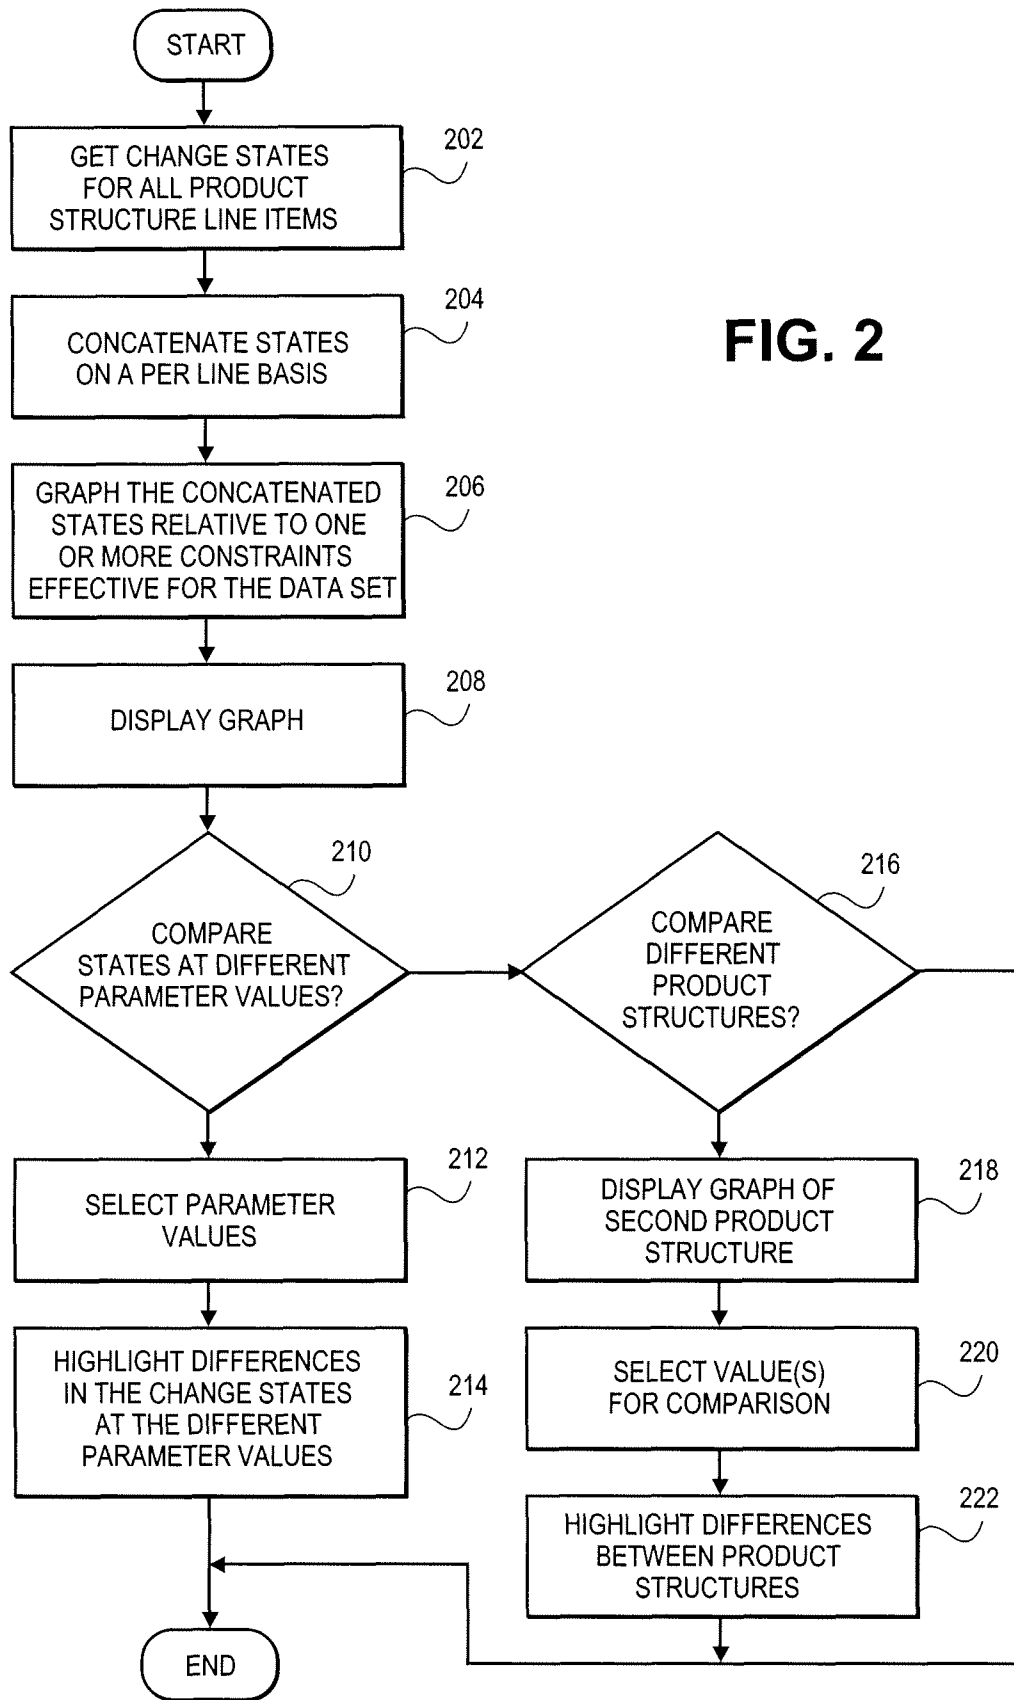 START
GET CHANGE STATES
FOR ALL PRODUCT
STRUCTURE LINE ITEMS
202
CONCATENATE STATES
ON A PER LINE BASIS
204
FIG. 2
GRAPH THE CONCATENATED
STATES RELATIVE TO ONE
OR MORE CONSTRAINTS
EFFECTIVE FOR THE DATA SET
206
DISPLAY GRAPH
208
COMPARE
STATES AT DIFFERENT
PARAMETER VALUES?
210
COMPARE
DIFFERENT
PRODUCT
STRUCTURES?
216
SELECT PARAMETER
VALUES
212
HIGHLIGHT DIFFERENCES
IN THE CHANGE STATES
AT THE DIFFERENT
PARAMETER VALUES
214
DISPLAY GRAPH OF
SECOND PRODUCT
STRUCTURE
218
SELECT VALUE(S)
FOR COMPARISON
220
HIGHLIGHT DIFFERENCES
BETWEEN PRODUCT
STRUCTURES
222
END